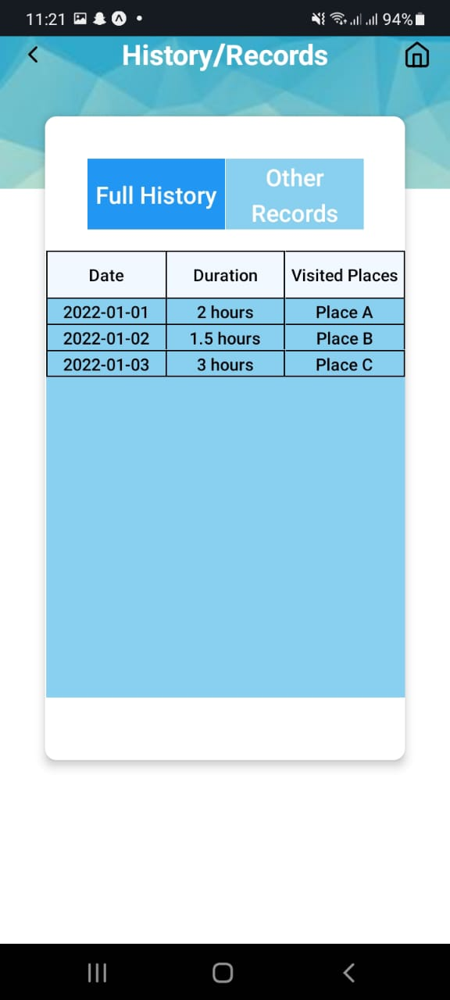 11:21
94%
History/Records
Full History
Other
Records
Date Duration Visited Places
2022-01-01 2 hours Place A
2022-01-02 1.5 hours Place B
2022-01-03 3 hours Place C